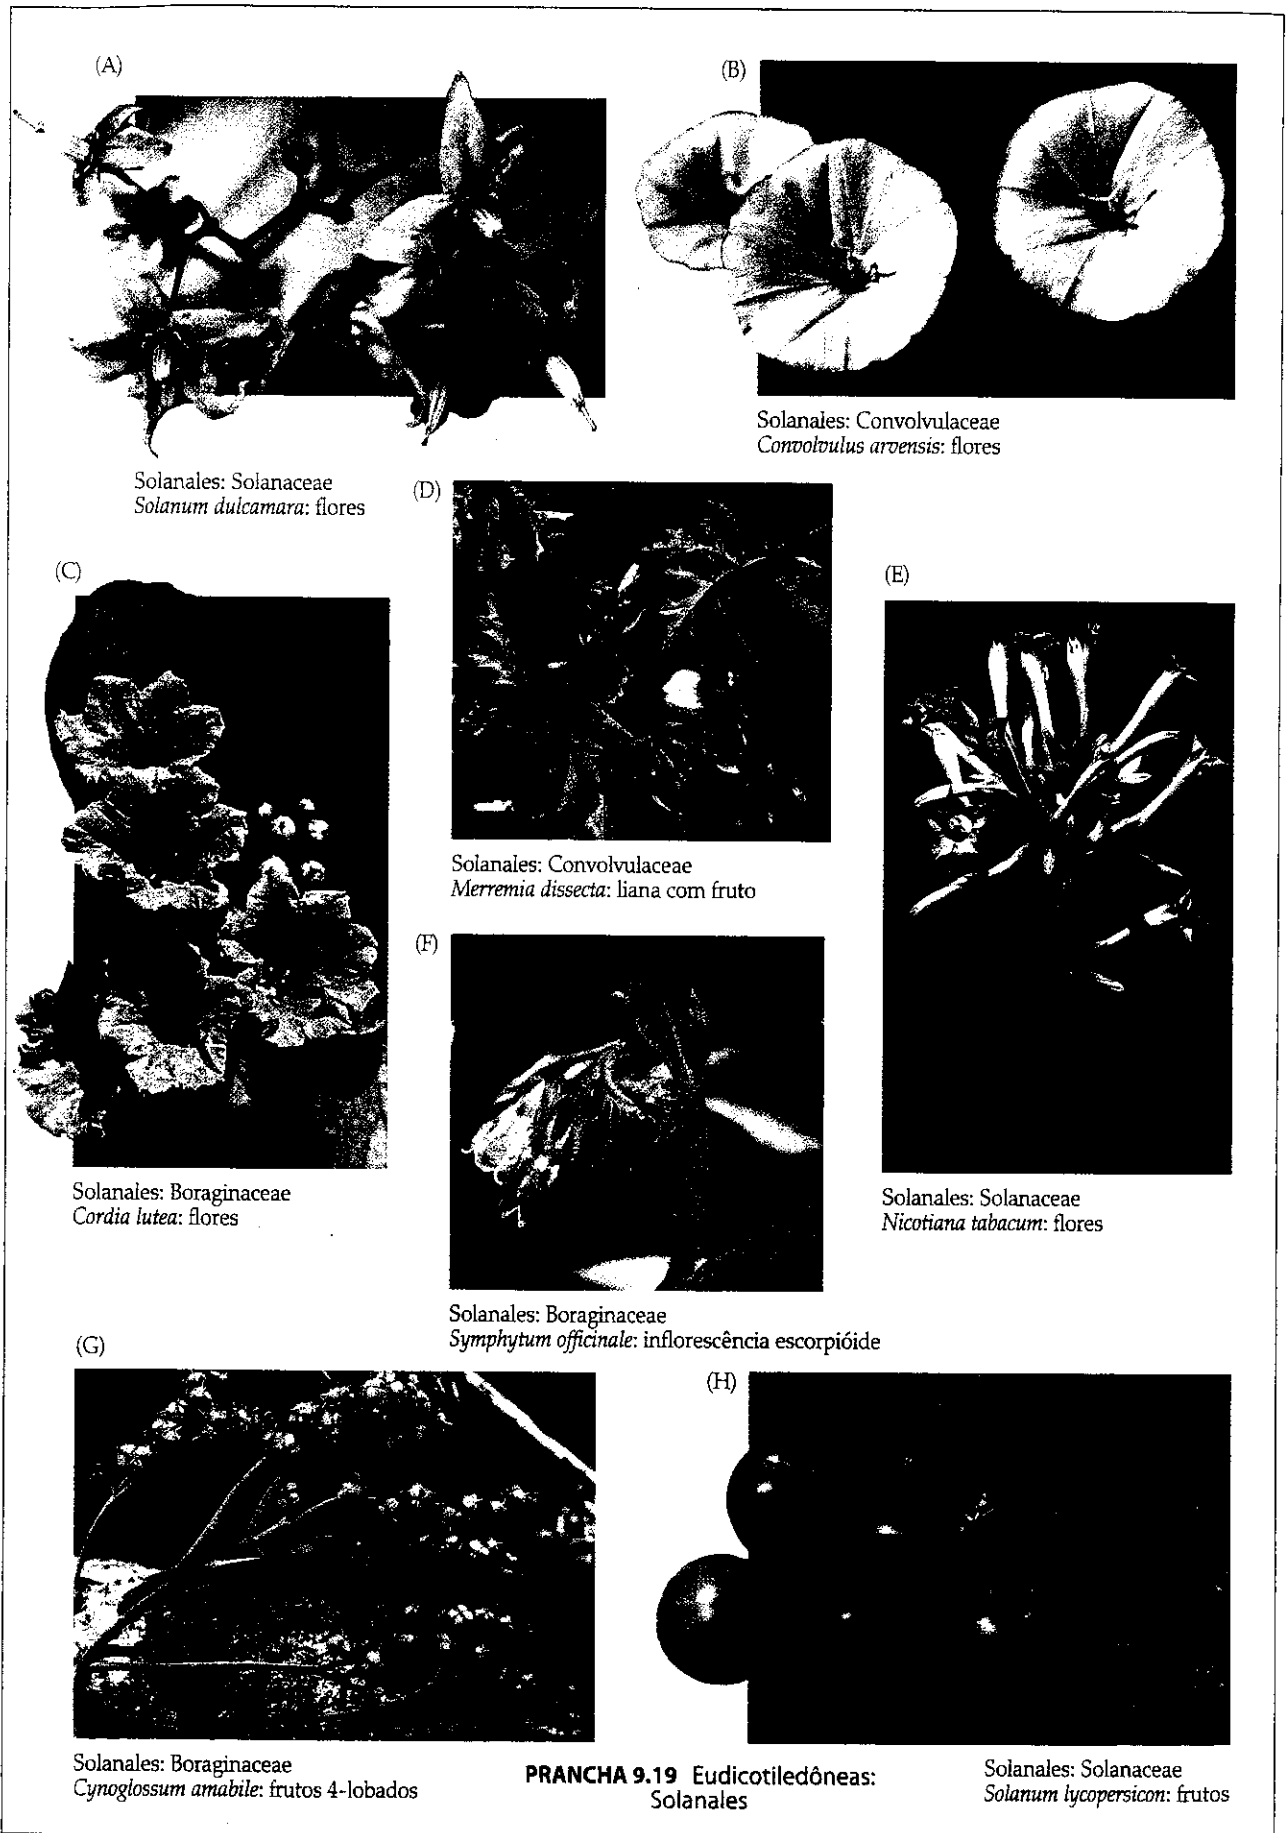 (A)
(B)
Solanales: Convolvulaceae
Convolvulus arvensis: flores
Solanales: Solanaceae
Solanum dulcamara: flores
(D)
(C)
(E)
Solanales: Convolvulaceae
Merremia dissecta: liana com fruto
(F)
Solanales: Boraginaceae
Cordia lutea: flores
Solanales: Solanaceae
Nicotiana tabacum: flores
Solanales: Boraginaceae
Symphytum officinale: inflorescência escorpióide
(G)
(H)
Solanales: Boraginaceae
Cynoglossum amabile: frutos 4-lobados
PRANCHA 9.19 Eudicotiledôneas:
Solanales
Solanales: Solanaceae
Solanum lycopersicon: frutos